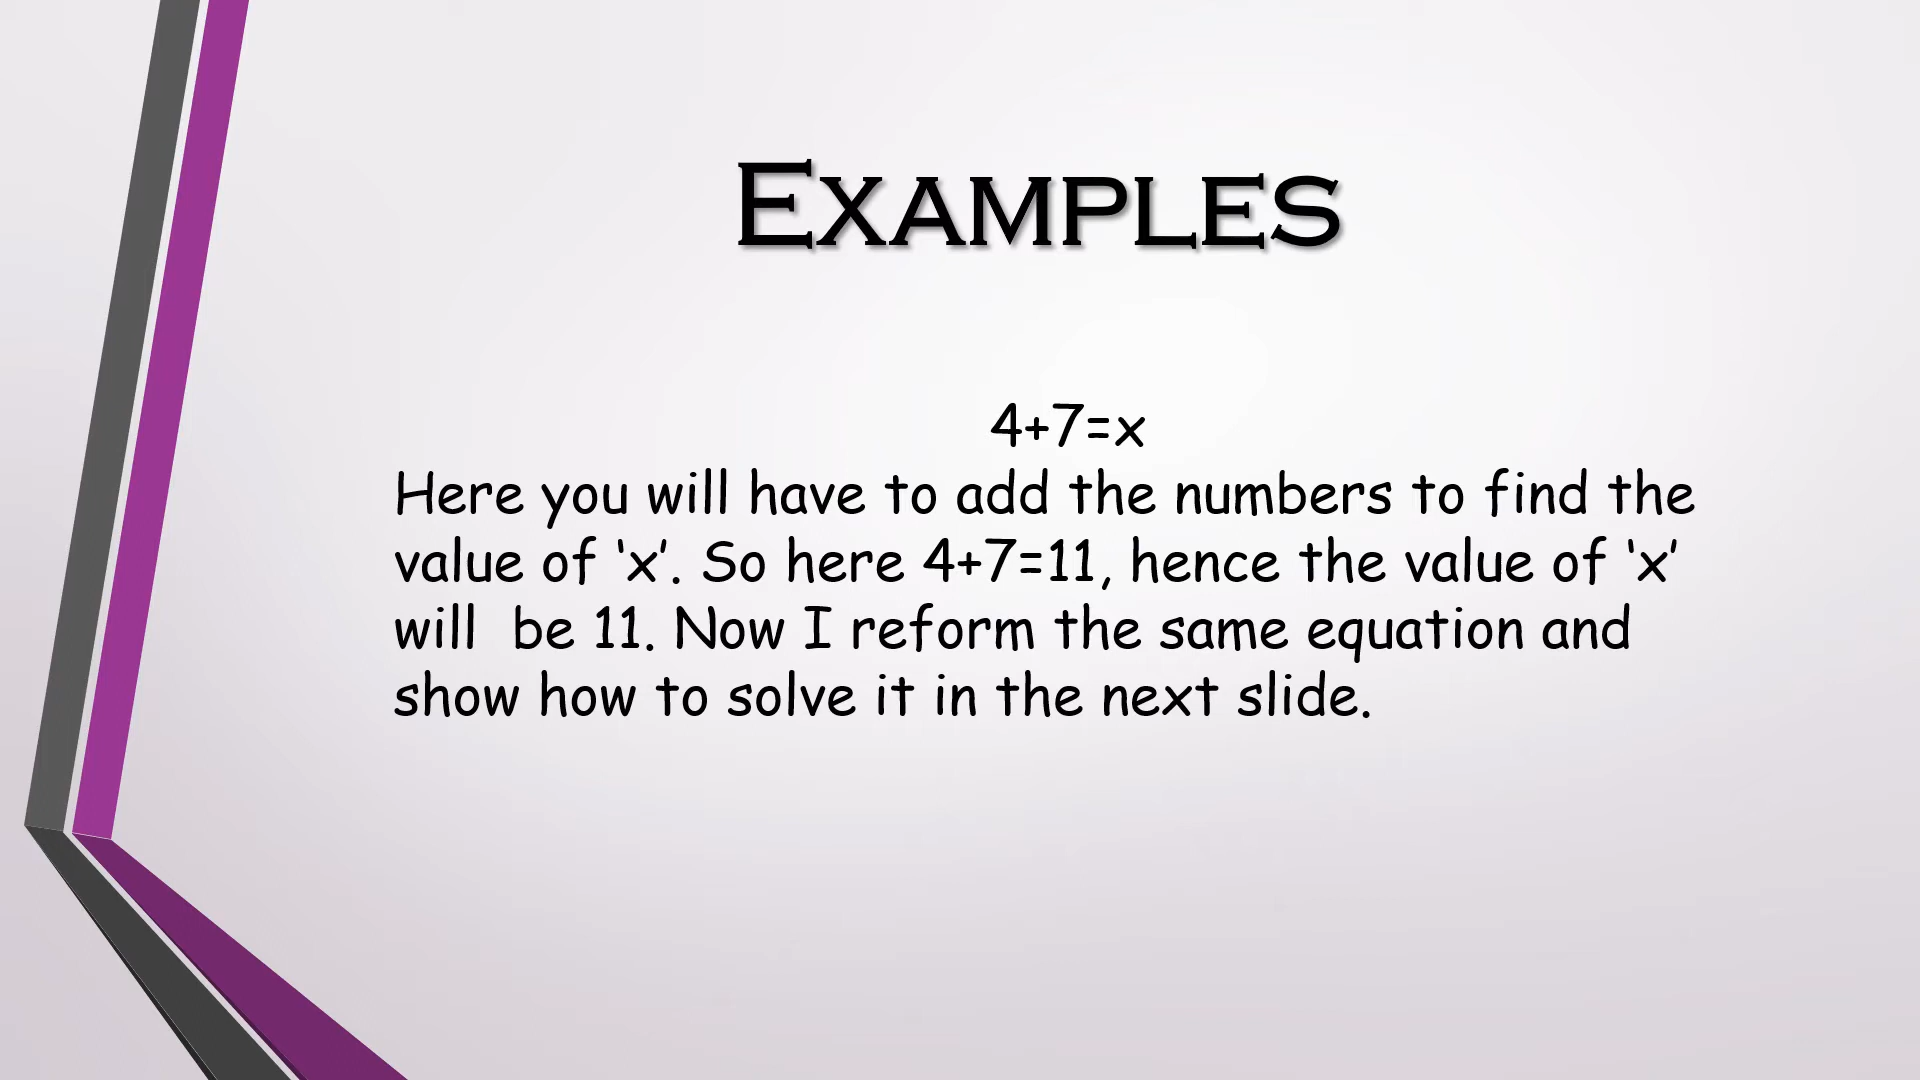 Examples
4+7=x
Here you will have to add the numbers to find the
value of ‘x’. So here 4+7=11, hence the value of ‘x’
will  be 11. Now I reform the same equation and
show how to solve it in the next slide.